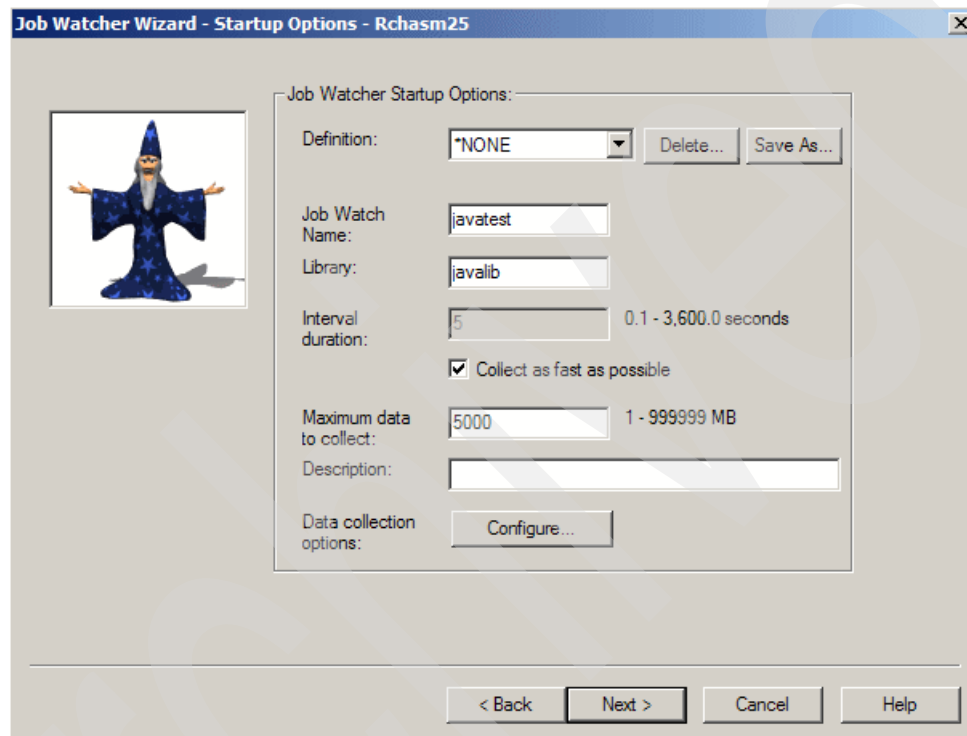 Job Watcher Wizard - Startup Options - Rchasm25
Job Watcher Startup Options:
Definition:
*NONE
Delete...
Save As...
Job Watch
Name:
javatest
Library:
javalib
Interval
duration:
5
0.1 - 3,600.0 seconds
Collect as fast as possible
Maximum data
to collect:
5000
1 - 999999 MB
Description:
Data collection
options:
Configure...
< Back
Next >
Cancel
Help